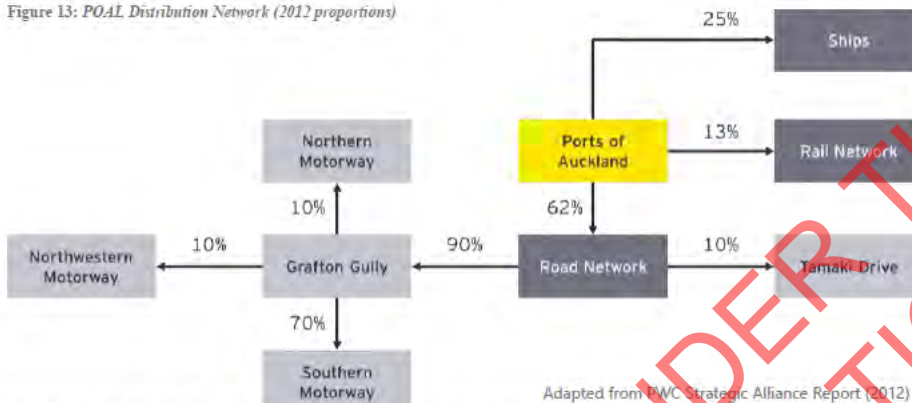 Figure 13: POAL Distribution Network (2012 proportions)
25%
Ships
Northern
Motorway
Ports of
Auckland
13%
Rail Network
10%
62%
Northwestern
Motorway
10%
Grafton Gully
90%
Road Network
10%
Tamaki Drive
70%
Southern
Motorway
Adapted from PWC Strategic Alliance Report (2012)
NDER T
TI